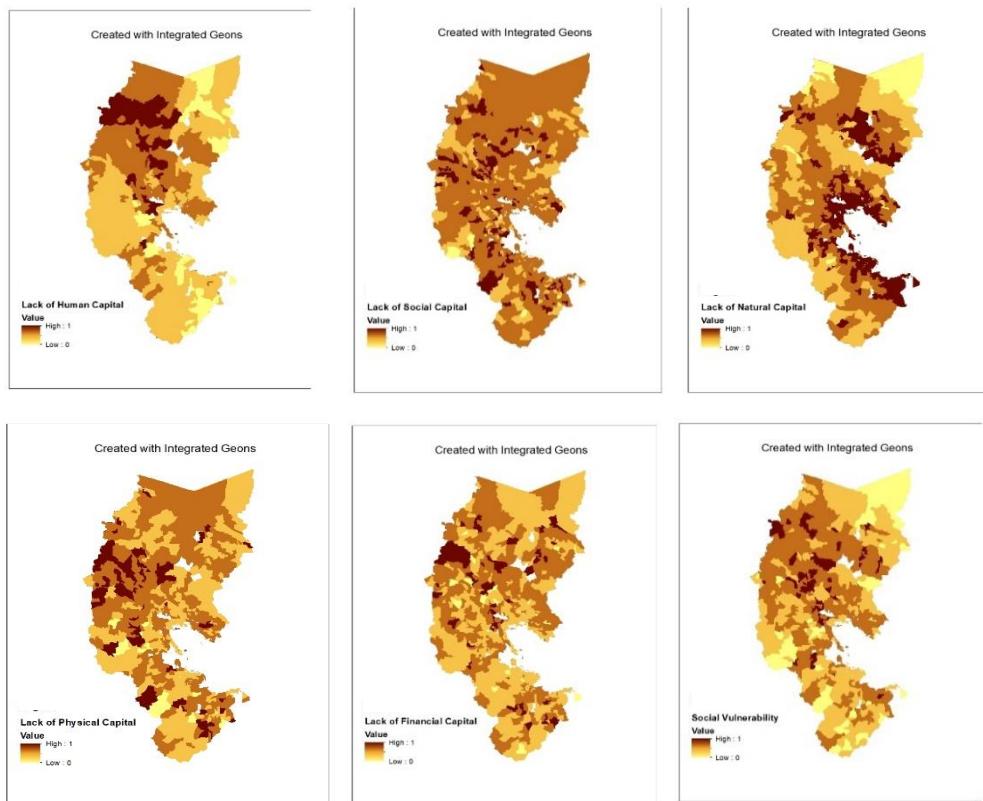 Created with Integrated Geons
Lack of Human Capital
Value
High : 1
Low : 0
Created with Integrated Geons
Lack of Social Capital
Value
High : 1
Low : 0
Created with Integrated Geons
Lack of Natural Capital
Value
High : 1
Low : 0
Created with Integrated Geons
Lack of Physical Capital
Value
High : 1
Low : 0
Created with Integrated Geons
Lack of Financial Capital
Value
High : 1
Low : 0
Created with Integrated Geons
Social Vulnerability
Value
High : 1
Low : 0